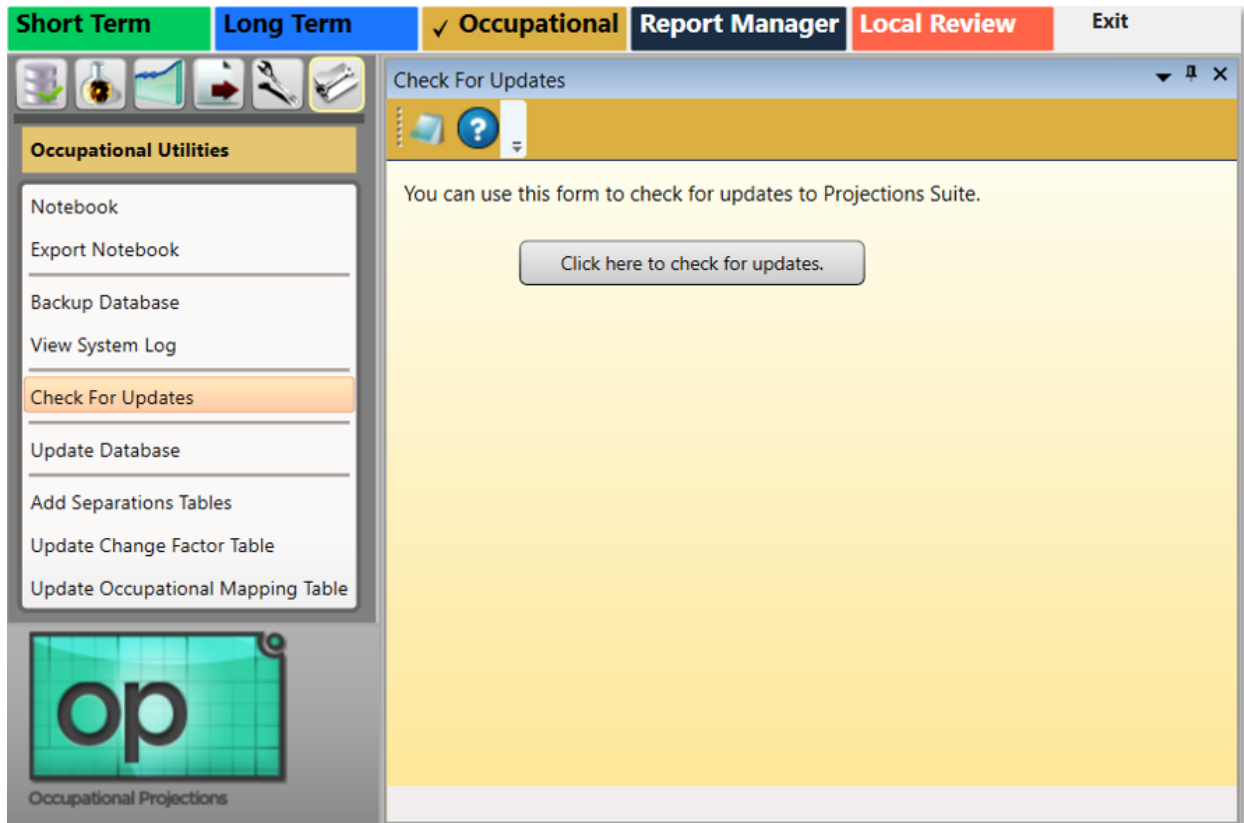 Short Term Long Term ✓ Occupational Report Manager Local Review Exit
Check For Updates
?
Occupational Utilities
You can use this form to check for updates to Projections Suite.
Notebook
Export Notebook
Click here to check for updates.
Backup Database
View System Log
Check For Updates
Update Database
Add Separations Tables
Update Change Factor Table
Update Occupational Mapping Table
op
Occupational Projections